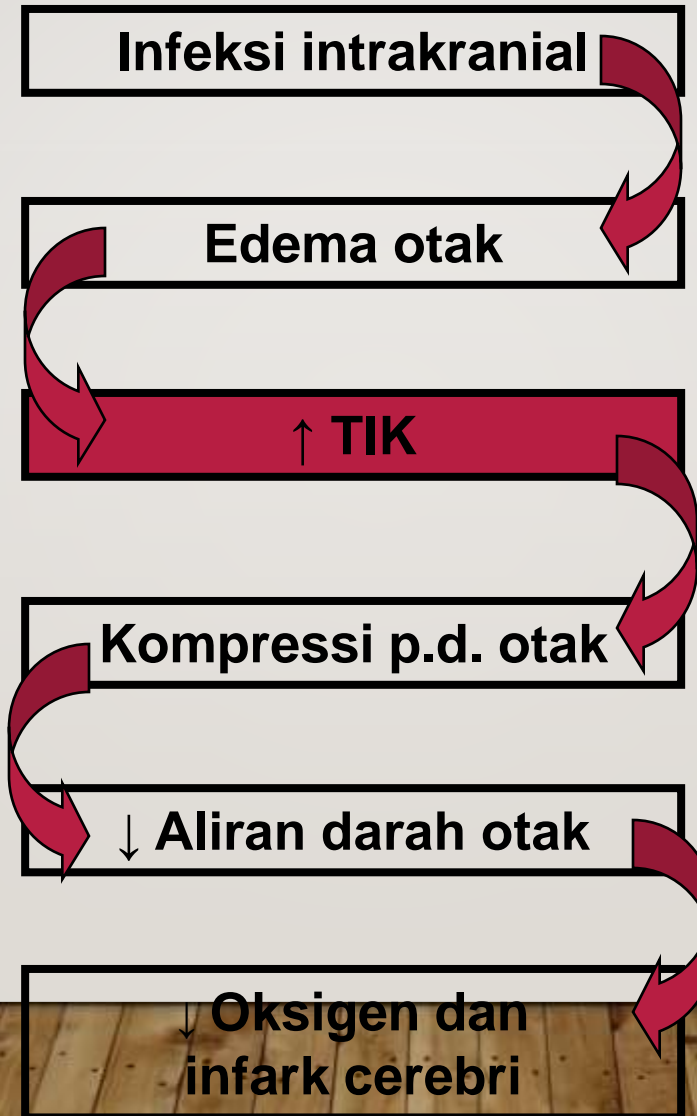 Infeksi intrakranial
Edema otak
↑ TIK
Kompressi p.d. otak
↓ Aliran darah otak
↓ Oksigen dan
infark cerebri